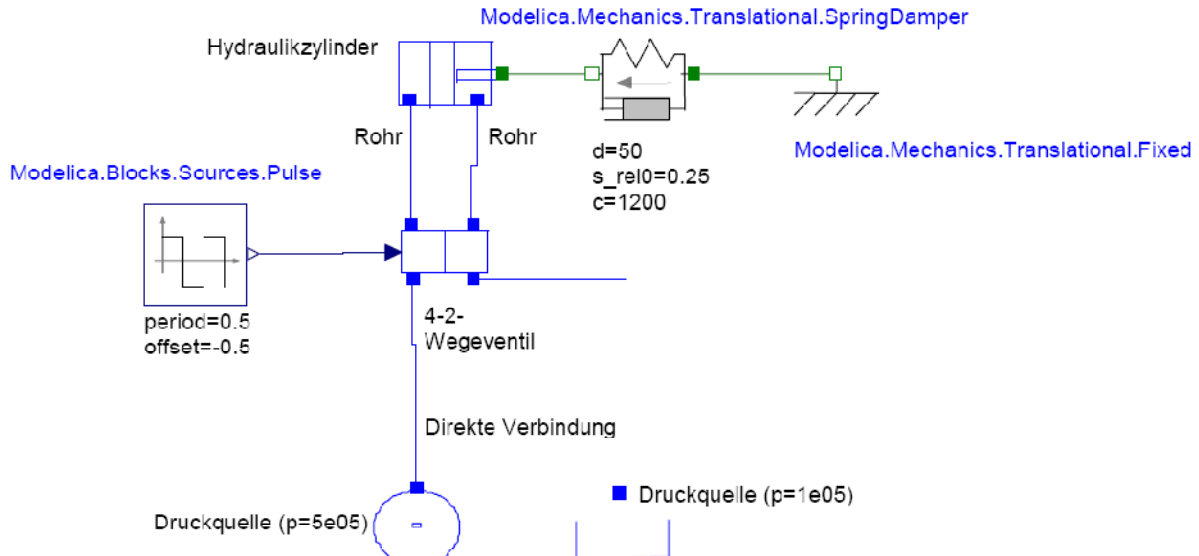 Modelica.Mechanics.Translational.SpringDamper
Hydraulikzylinder
Rohr
Rohr
d=50
s_rel0=0.25
c=1200
Modelica.Mechanics.Translational.Fixed
Modelica.Blocks.Sources.Pulse
period=0.5
offset=-0.5
4-2-
Wegeventil
Direkte Verbindung
Druckquelle (p=5e05)
Druckquelle (p=1e05)